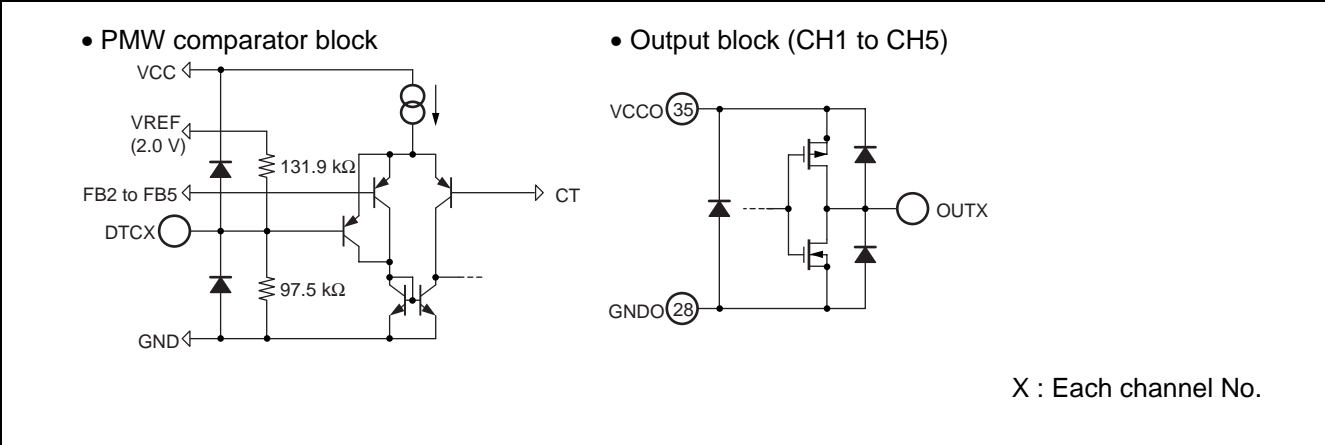 • PMW comparator block
VCC
VREF
(2.0 V)
131.9 kΩ
FB2 to FB5
CT
DTCX
97.5 kΩ
GND
• Output block (CH1 to CH5)
VCCO 35
OUTX
GNDO 28
X : Each channel No.